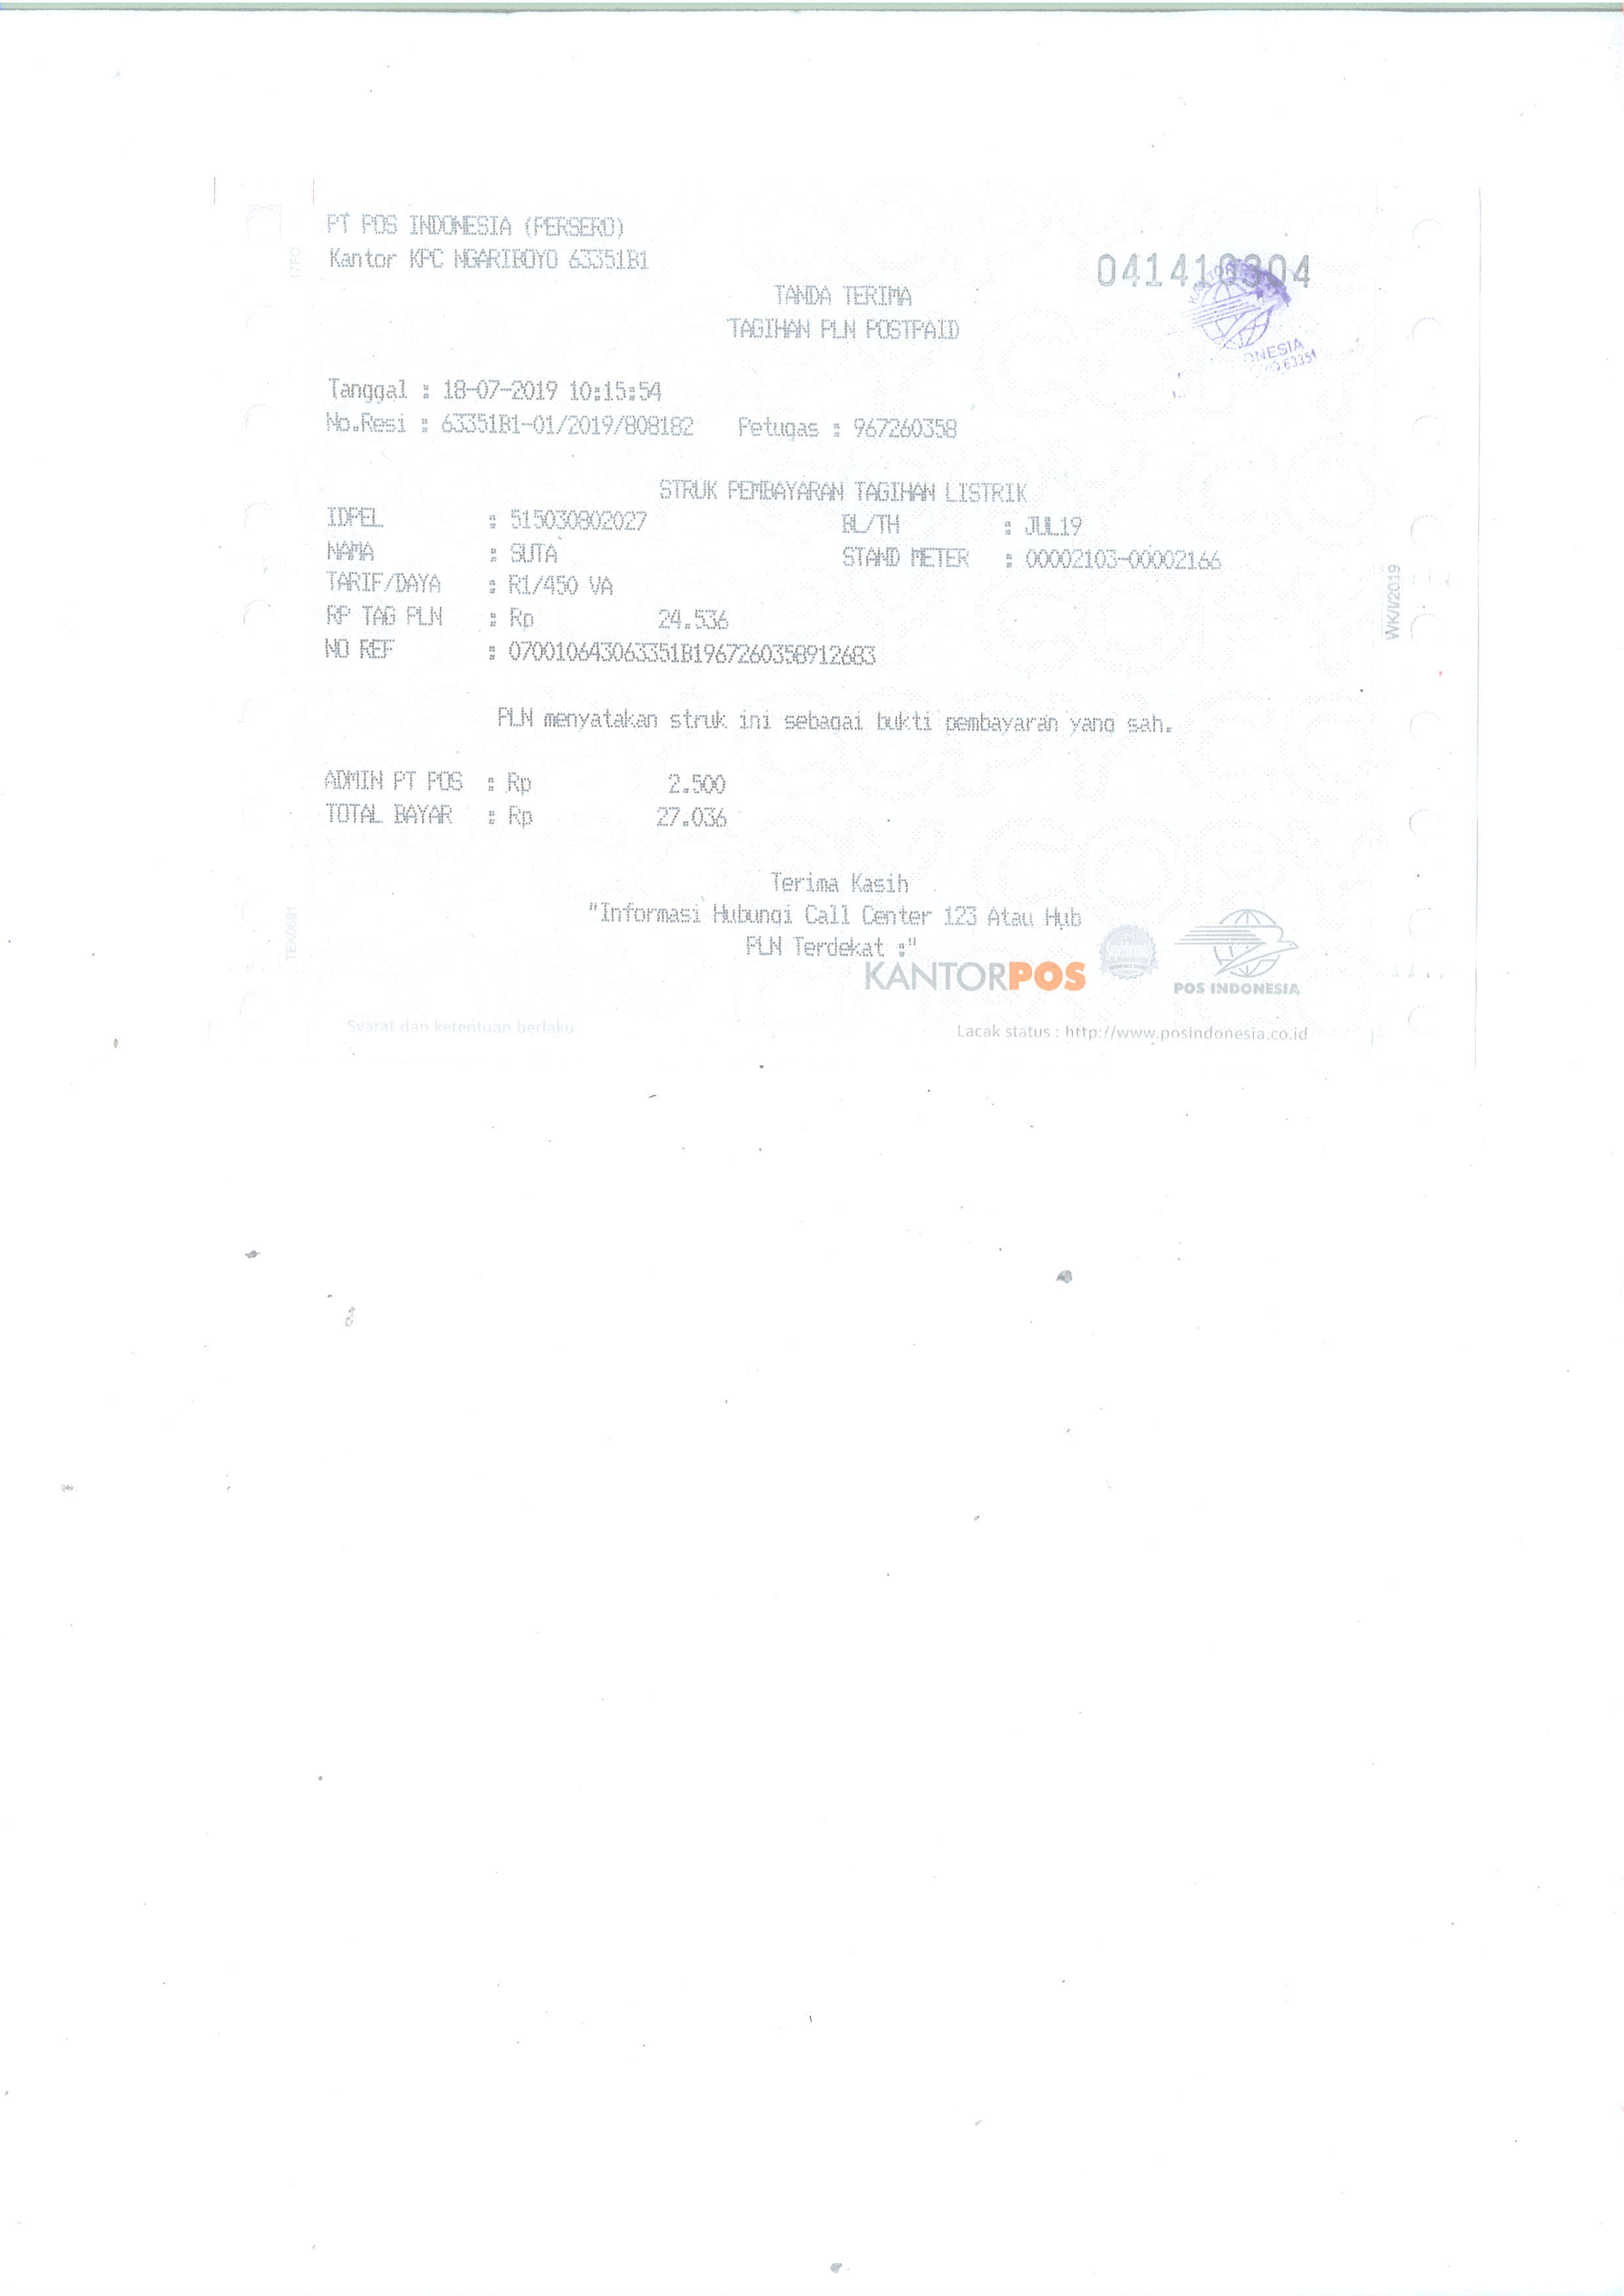 PT POS INDONESIA (PERSERO)
Kantor KPC NGARIBOYO 63351B1
041410304
TANDA TERIMA
TAGIHAN PLN POSTPAID
NESIA
63351
Tanggal : 18-07-2019 10:15:54
No.Resi : 63351B1-01/2019/808182 Petugas : 967260358
STRUK PEMBAYARAN TAGIHAN LISTRIK
IDPEL : 515030802027 BL/TH : JUL19
NAMA : SUTA STAND METER : 00002103-00002166
TARIF/DAYA : R1/450 VA
RP TAG PLN : Rp 24.536
NO REF : 070010643063351B1967260358912683
WK/I/2019
PLN menyatakan struk ini sebagai bukti pembayaran yang sah.
ADMIN PT POS : Rp 2.500
TOTAL BAYAR : Rp 27.036
Terima Kasih
"Informasi Hubungi Call Center 123 Atau Hub
PLN Terdekat :"
KANTORPOS
POS INDONESIA
Syarat dan ketentuan berlaku
Lacak status : http://www.posindonesia.co.id